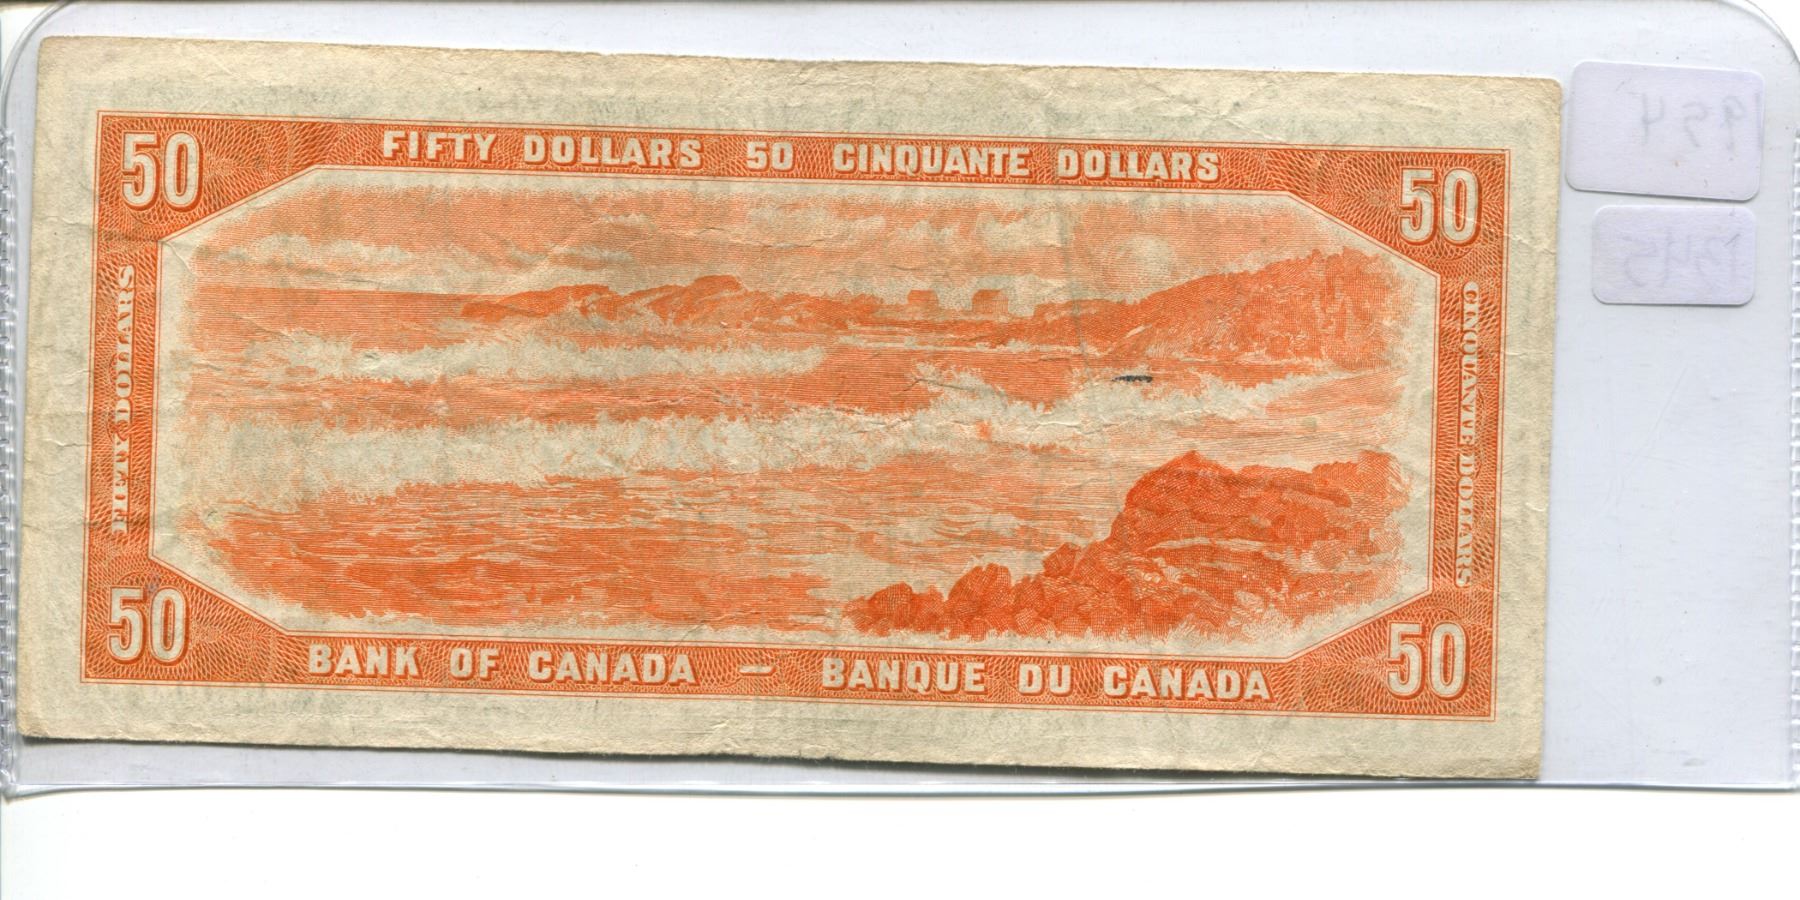 FIFTY DOLLARS 50 CINQUANTE DOLLARS
50
50
FIFTY DOLLARS
CINQUANTE DOLLARS
50
50
BANK OF CANADA — BANQUE DU CANADA
1954